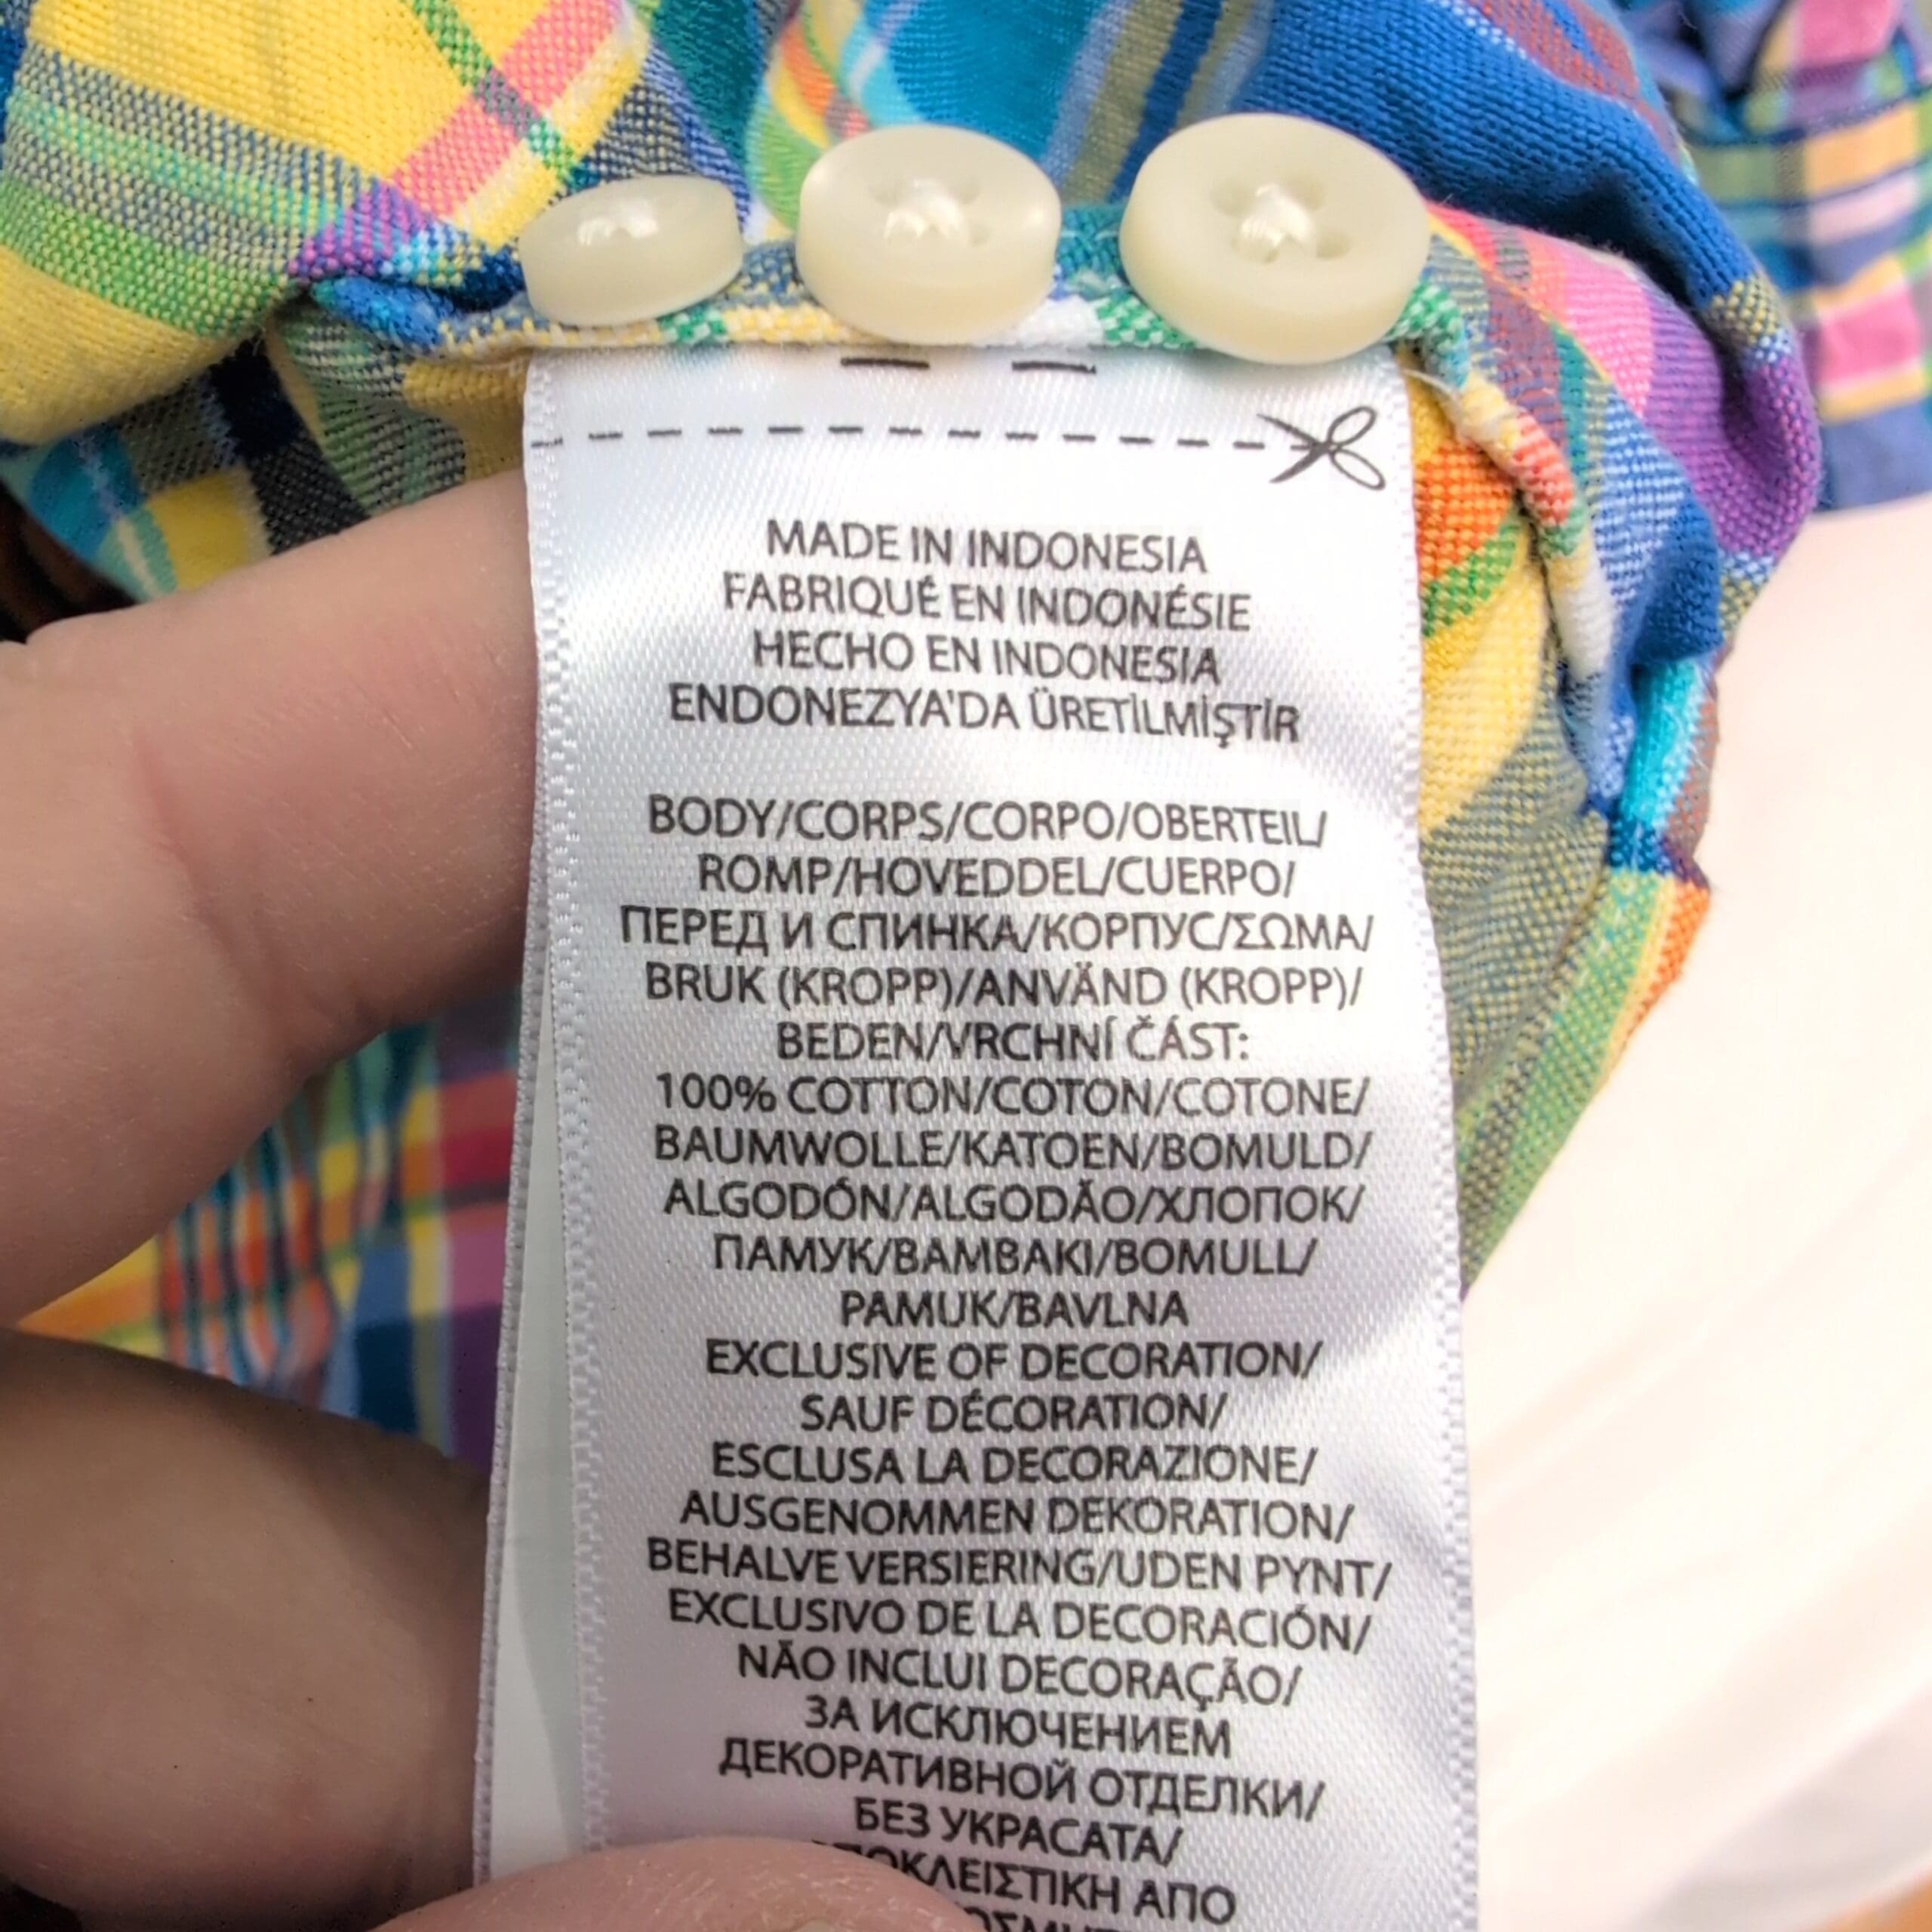 MADE IN INDONESIA
FABRIQUÉ EN INDONÉSIE
HECHO EN INDONESIA
ENDONEZYA'DA ÜRETİLMİŞTİR
BODY/CORPS/CORPO/OBERTEIL/
ROMP/HOVEDDEL/CUERPO/
ПЕРЕД И СПИНКА/КОРПУС/ΣΩΜΑ/
BRUK (KROPP)/ANVÄND (KROPP)/
BEDEN/VRCHNÍ ČÁST:
100% COTTON/COTON/COTONE/
BAUMWOLLE/KATOEN/BOMULD/
ALGODÓN/ALGODÃO/ХЛОПОК/
ПАМУК/ΒΑΜΒΑΚΙ/BOMULL/
PAMUK/BAVLNA
EXCLUSIVE OF DECORATION/
SAUF DÉCORATION/
ESCLUSA LA DECORAZIONE/
AUSGENOMMEN DEKORATION/
BEHALVE VERSIERING/UDEN PYNT/
EXCLUSIVO DE LA DECORACIÓN/
NÃO INCLUI DECORAÇÃO/
ЗА ИСКЛЮЧЕНИЕМ
ДЕКОРАТИВНОЙ ОТДЕЛКИ/
БЕЗ УКРАСАТА/
ΑΠΟ